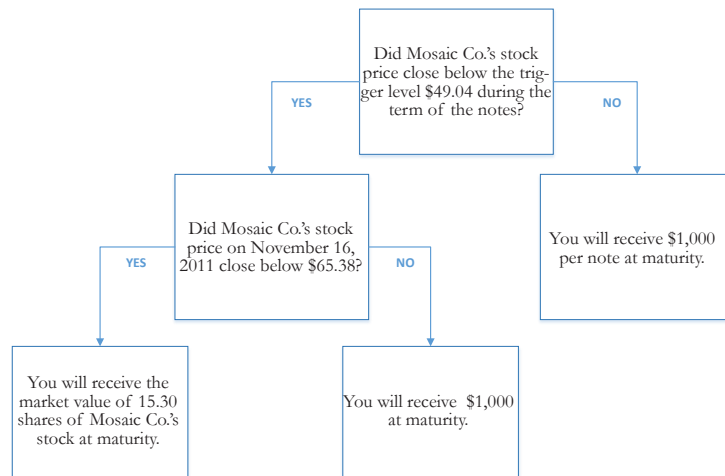 Did Mosaic Co.'s stock
price close below the trig-
ger level $49.04 during the
term of the notes?
YES
NO
Did Mosaic Co.'s stock
price on November 16,
2011 close below $65.38?
You will receive $1,000
per note at maturity.
YES
NO
You will receive the
market value of 15.30
shares of Mosaic Co.'s
stock at maturity.
You will receive  $1,000
at maturity.